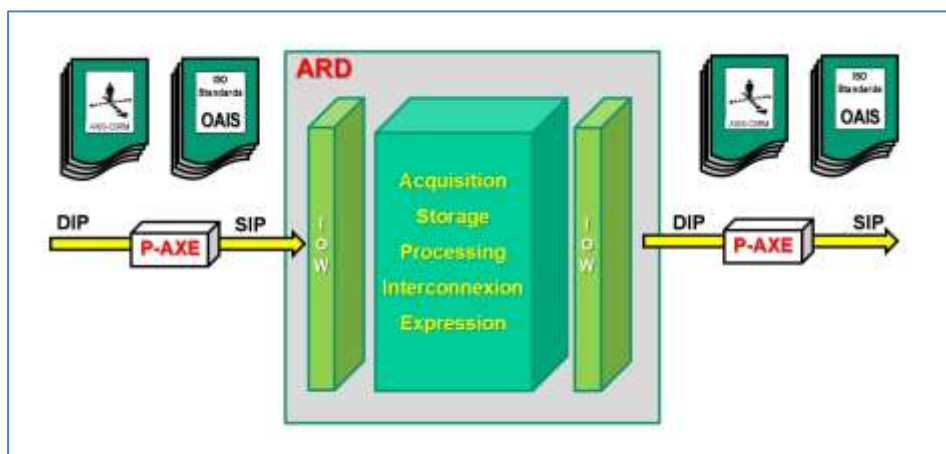 ISO
Standards
OAIS
DIP
P-AXE
SIP
ARD
I
O
W
Acquisition
Storage
Processing
Interconnexion
Expression
I
O
W
ISO
Standards
OAIS
DIP
P-AXE
SIP